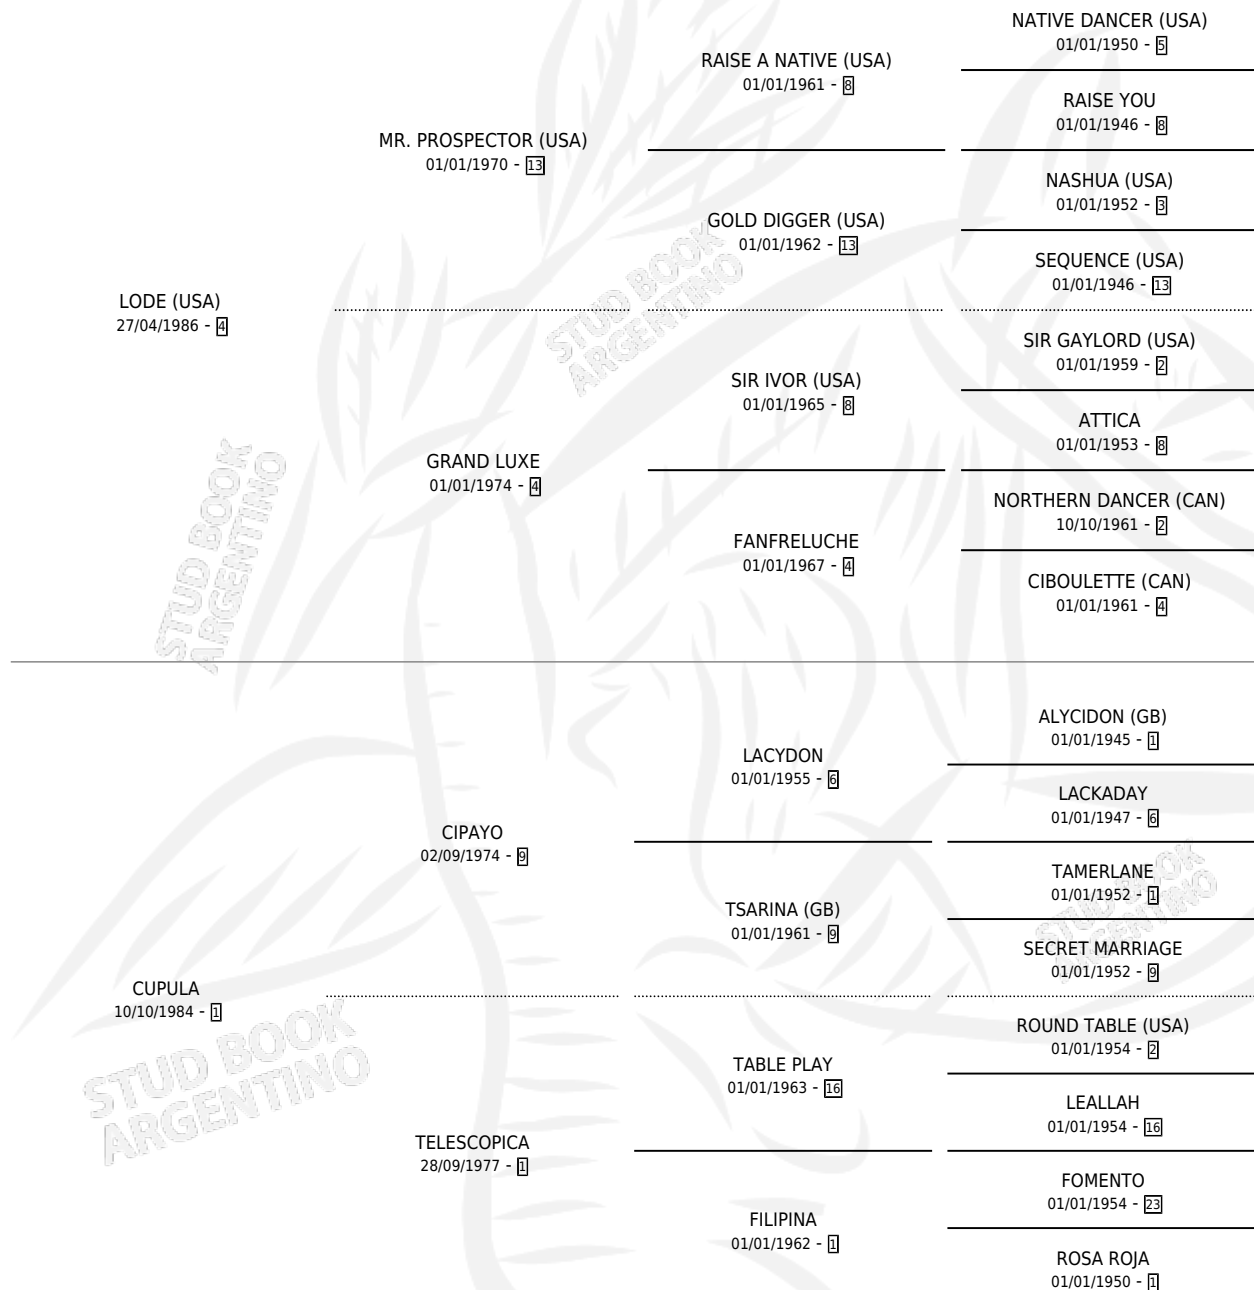 NATIVE DANCER (USA)
01/01/1950 - 5
RAISE A NATIVE (USA)
01/01/1961 - 8
RAISE YOU
01/01/1946 - 8
MR. PROSPECTOR (USA)
01/01/1970 - 13
NASHUA (USA)
01/01/1952 - 3
GOLD DIGGER (USA)
01/01/1962 - 13
SEQUENCE (USA)
01/01/1946 - 13
LODE (USA)
27/04/1986 - 4
STUD BOOK
ARGENTINO
SIR GAYLORD (USA)
01/01/1959 - 2
SIR IVOR (USA)
01/01/1965 - 8
ATTICA
01/01/1953 - 8
GRAND LUXE
01/01/1974 - 4
NORTHERN DANCER (CAN)
10/10/1961 - 2
FANFRELUCHE
01/01/1967 - 4
CIBOULETTE (CAN)
01/01/1961 - 4
STUD BOOK
ARGENTINO
ALYCIDON (GB)
01/01/1945 - 1
LACYDON
01/01/1955 - 6
LACKADAY
01/01/1947 - 6
CIPAYO
02/09/1974 - 9
TAMERLANE
01/01/1952 - 1
TSARINA (GB)
01/01/1961 - 9
SECRET MARRIAGE
01/01/1952 - 9
STUD BOOK
ARGENTINO
CUPULA
10/10/1984 - 1
STUD BOOK
ARGENTINO
ROUND TABLE (USA)
01/01/1954 - 2
TABLE PLAY
01/01/1963 - 16
LEALLAH
01/01/1954 - 16
TELESCOPICA
28/09/1977 - 1
FOMENTO
01/01/1954 - 23
FILIPINA
01/01/1962 - 1
ROSA ROJA
01/01/1950 - 1